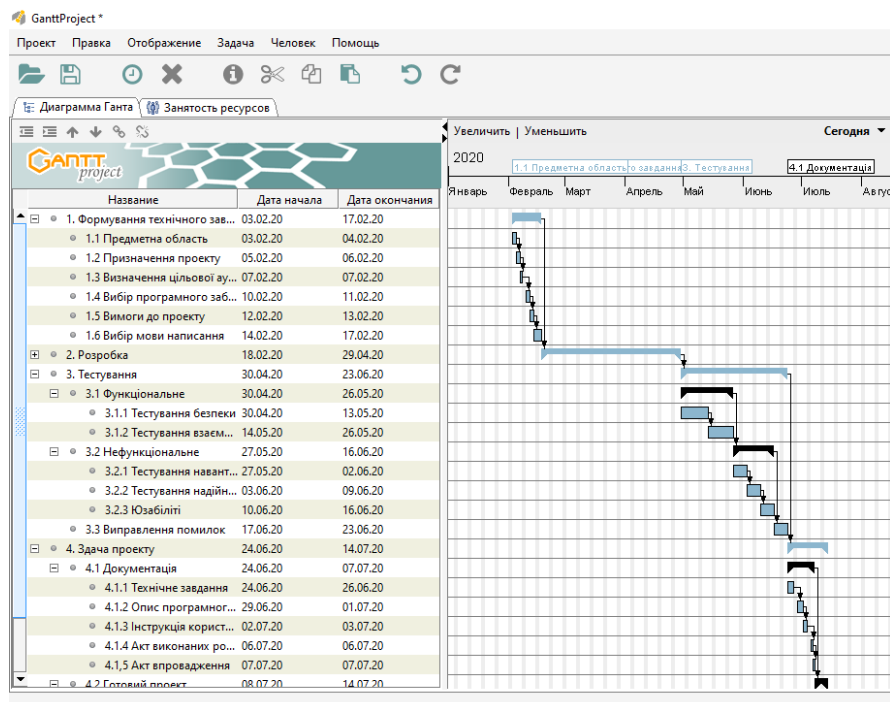 GanttProject *
Проект Правка Отображение Задача Человек Помощь
Диаграмма Ганта Занятость ресурсов
Увеличить | Уменьшить Сегодня
GANTT project
2020
1.1 Предметна область го завдання 3. Тестування 4.1 Документація
Название Дата начала Дата окончания
Январь Февраль Март Апрель Май Июнь Июль Авгус
1. Формування технічного зав... 03.02.20 17.02.20
1.1 Предметна область 03.02.20 04.02.20
1.2 Призначення проекту 05.02.20 06.02.20
1.3 Визначення цільової ау... 07.02.20 07.02.20
1.4 Вибір програмного заб... 10.02.20 11.02.20
1.5 Вимоги до проекту 12.02.20 13.02.20
1.6 Вибір мови написання 14.02.20 17.02.20
2. Розробка 18.02.20 29.04.20
3. Тестування 30.04.20 23.06.20
3.1 Функціональне 30.04.20 26.05.20
3.1.1 Тестування безпеки 30.04.20 13.05.20
3.1.2 Тестування взаєм... 14.05.20 26.05.20
3.2 Нефункціональне 27.05.20 16.06.20
3.2.1 Тестування навант... 27.05.20 02.06.20
3.2.2 Тестування надійн... 03.06.20 09.06.20
3.2.3 Юзабіліті 10.06.20 16.06.20
3.3 Виправлення помилок 17.06.20 23.06.20
4. Здача проекту 24.06.20 14.07.20
4.1 Документація 24.06.20 07.07.20
4.1.1 Технічне завдання 24.06.20 26.06.20
4.1.2 Опис програмног... 29.06.20 01.07.20
4.1.3 Інструкція корист... 02.07.20 03.07.20
4.1.4 Акт виконаних ро... 06.07.20 06.07.20
4.1,5 Акт впровадження 07.07.20 07.07.20
4.2 Готовий проект 08.07.20 14.07.20